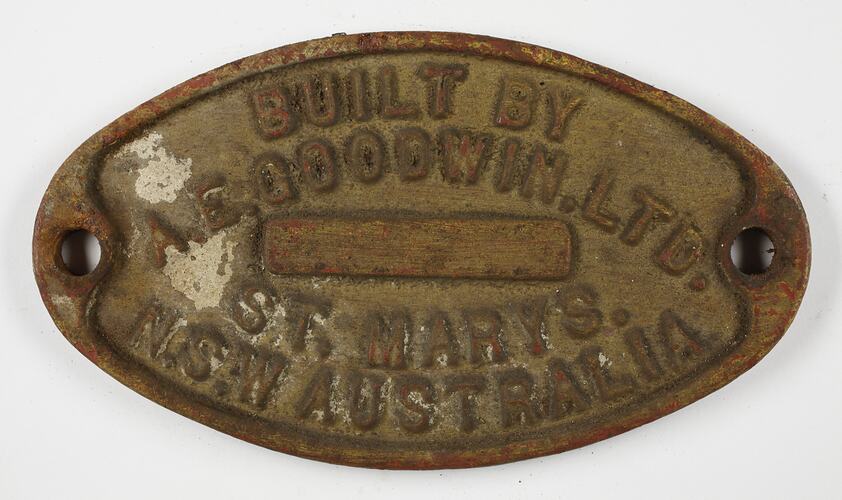 BUILT BY
A.E.GOODWIN, LTD.
ST. MARYS.
N.S.W AUSTRALIA